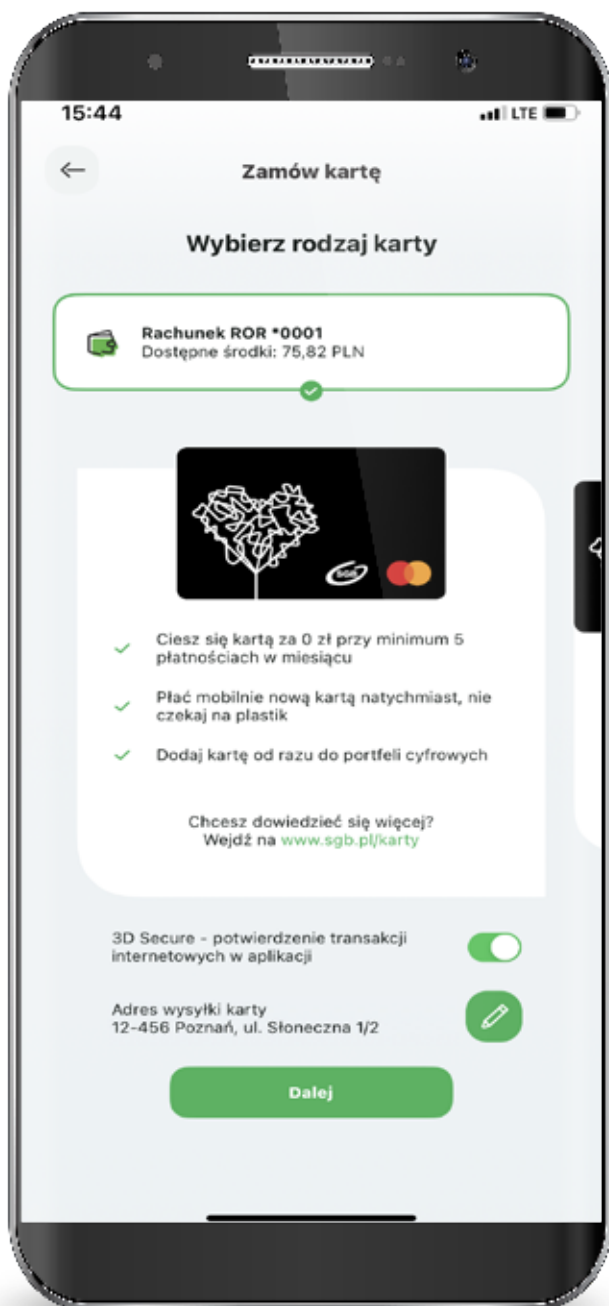 15:44
LTE
Zamów kartę
Wybierz rodzaj karty
Rachunek ROR *0001
Dostępne środki: 75,82 PLN
SGB
Ciesz się kartą za 0 zł przy minimum 5
płatnościach w miesiącu
Płać mobilnie nową kartą natychmiast, nie
czekaj na plastik
Dodaj kartę od razu do portfeli cyfrowych
Chcesz dowiedzieć się więcej?
Wejdź na www.sgb.pl/karty
3D Secure - potwierdzenie transakcji
internetowych w aplikacji
Adres wysyłki karty
12-456 Poznań, ul. Słoneczna 1/2
Dalej